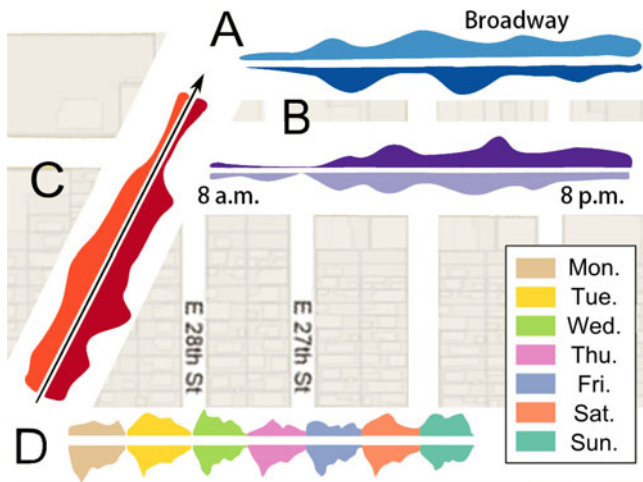 A
Broadway
B
C
8 a.m.
8 p.m.
E 28th St
E 27th St
Mon.
Tue.
Wed.
Thu.
Fri.
Sat.
Sun.
D